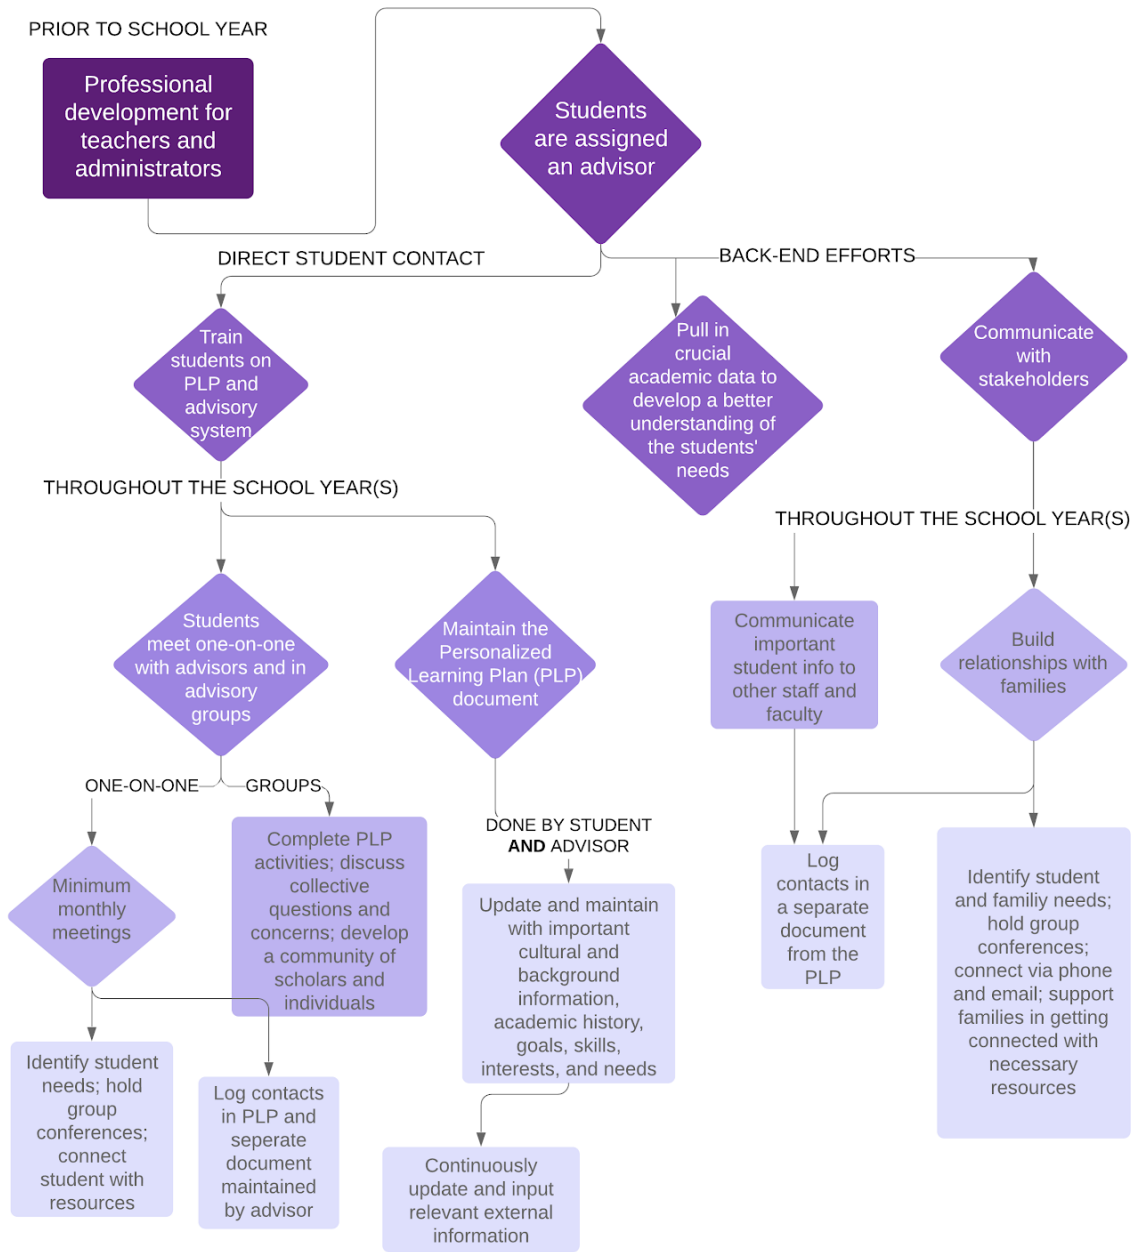 PRIOR TO SCHOOL YEAR
Professional
development for
teachers and
administrators
Students
are assigned
an advisor
DIRECT STUDENT CONTACT
BACK-END EFFORTS
Train
students on
PLP and
advisory
system
Pull in
crucial
academic data to
develop a better
understanding of
the students'
needs
Communicate
with
stakeholders
THROUGHOUT THE SCHOOL YEAR(S)
THROUGHOUT THE SCHOOL YEAR(S)
Students
meet one-on-one
with advisors and in
advisory
groups
Maintain the
Personalized
Learning Plan (PLP)
document
Communicate
important
student info to
other staff and
faculty
Build
relationships with
families
ONE-ON-ONE
GROUPS
DONE BY STUDENT
AND ADVISOR
Minimum
monthly
meetings
Complete PLP
activities; discuss
collective
questions and
concerns; develop
a community of
scholars and
individuals
Update and maintain
with important
cultural and
background
information,
academic history,
goals, skills,
interests, and needs
Log
contacts in
a separate
document
from the
PLP
Identify student
and familiy needs;
hold group
conferences;
connect via phone
and email; support
families in getting
connected with
necessary
resources
Identify student
needs; hold
group
conferences;
connect
student with
resources
Log contacts
in PLP and
seperate
document
maintained
by advisor
Continuously
update and input
relevant external
information